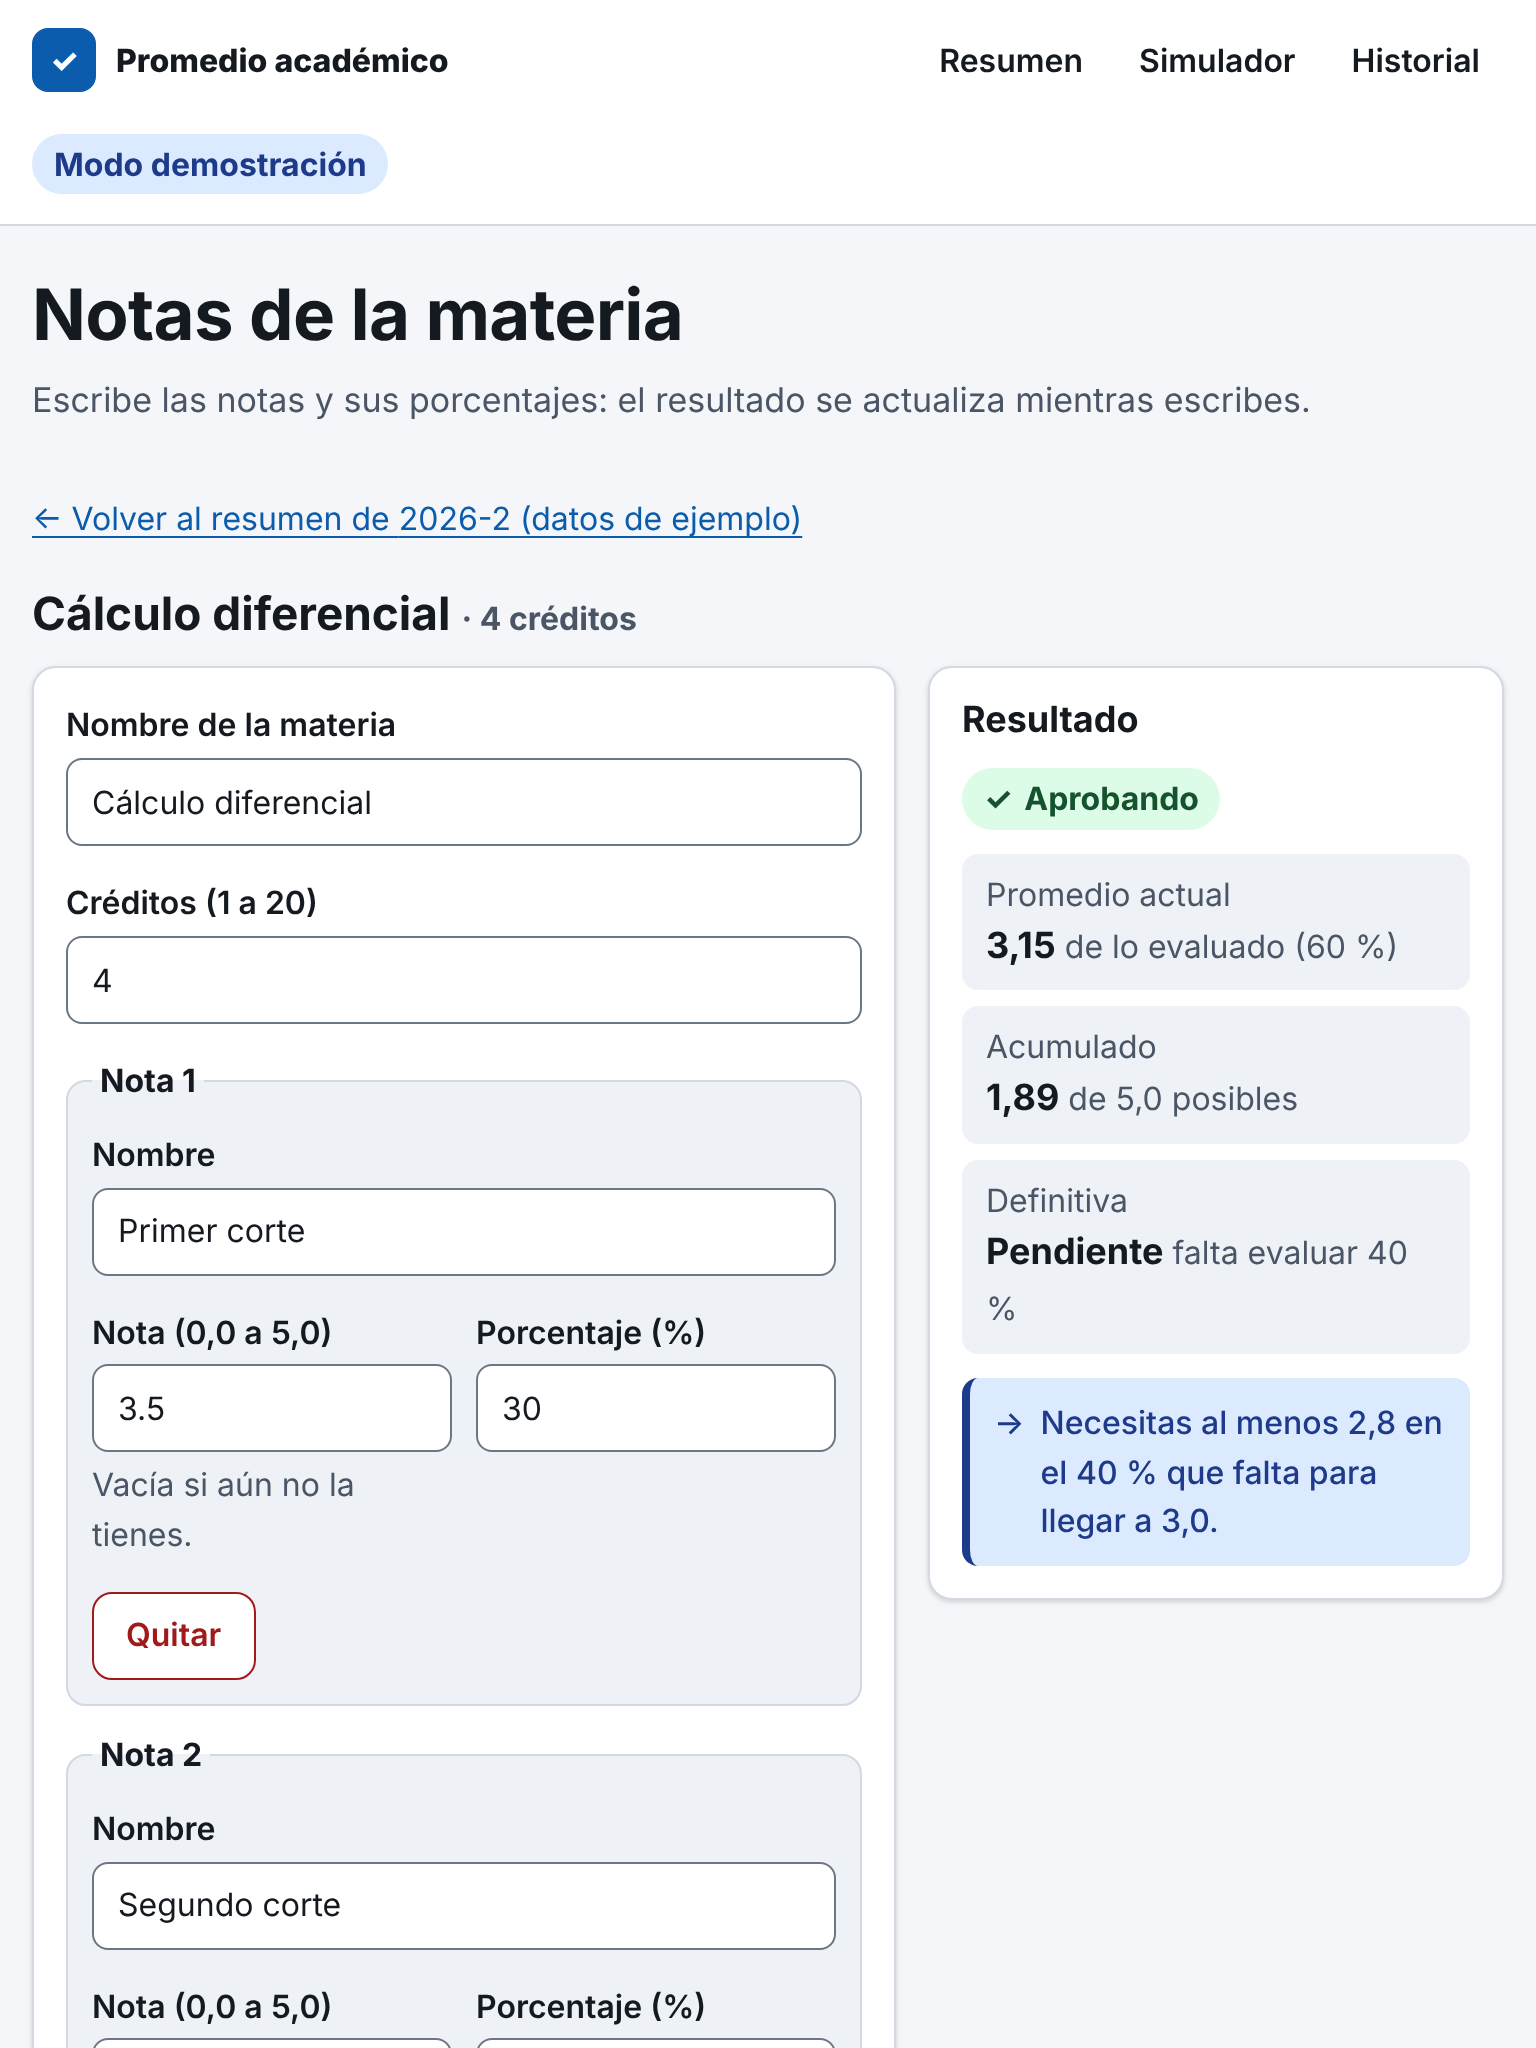 Promedio académico
Resumen
Simulador
Historial
Modo demostración
Notas de la materia
Escribe las notas y sus porcentajes: el resultado se actualiza mientras escribes.
← Volver al resumen de 2026-2 (datos de ejemplo)
Cálculo diferencial · 4 créditos
Nombre de la materia
Cálculo diferencial
Créditos (1 a 20)
4
Nota 1
Nombre
Primer corte
Nota (0,0 a 5,0)
Porcentaje (%)
3.5
30
Vacía si aún no la
tienes.
Quitar
Nota 2
Nombre
Segundo corte
Nota (0,0 a 5,0)
Porcentaje (%)
Resultado
✓ Aprobando
Promedio actual
3,15 de lo evaluado (60 %)
Acumulado
1,89 de 5,0 posibles
Definitiva
Pendiente falta evaluar 40
%
→ Necesitas al menos 2,8 en
el 40 % que falta para
llegar a 3,0.